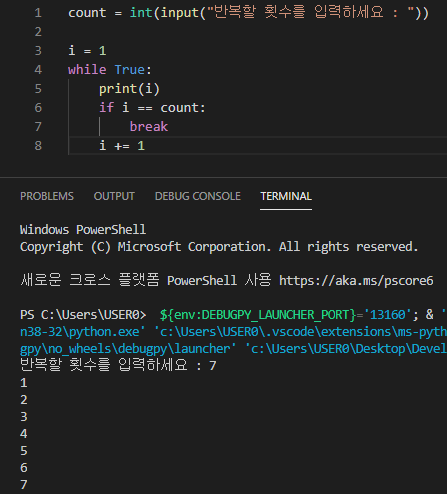 1 count = int(input("반복할 횟수를 입력하세요 : "))
2
3 i = 1
4 while True:
5     print(i)
6     if i == count:
7         break
8     i += 1
PROBLEMS OUTPUT DEBUG CONSOLE TERMINAL
Windows PowerShell
Copyright (C) Microsoft Corporation. All rights reserved.
새로운 크로스 플랫폼 PowerShell 사용 https://aka.ms/pscore6
PS C:\Users\USER0>  ${env:DEBUGPY_LAUNCHER_PORT}='13160'; & '
n38-32\python.exe' 'c:\Users\USER0\.vscode\extensions\ms-pyth
gpy\no_wheels\debugpy\launcher' 'c:\Users\USER0\Desktop\Devel
반복할 횟수를 입력하세요 : 7
1
2
3
4
5
6
7